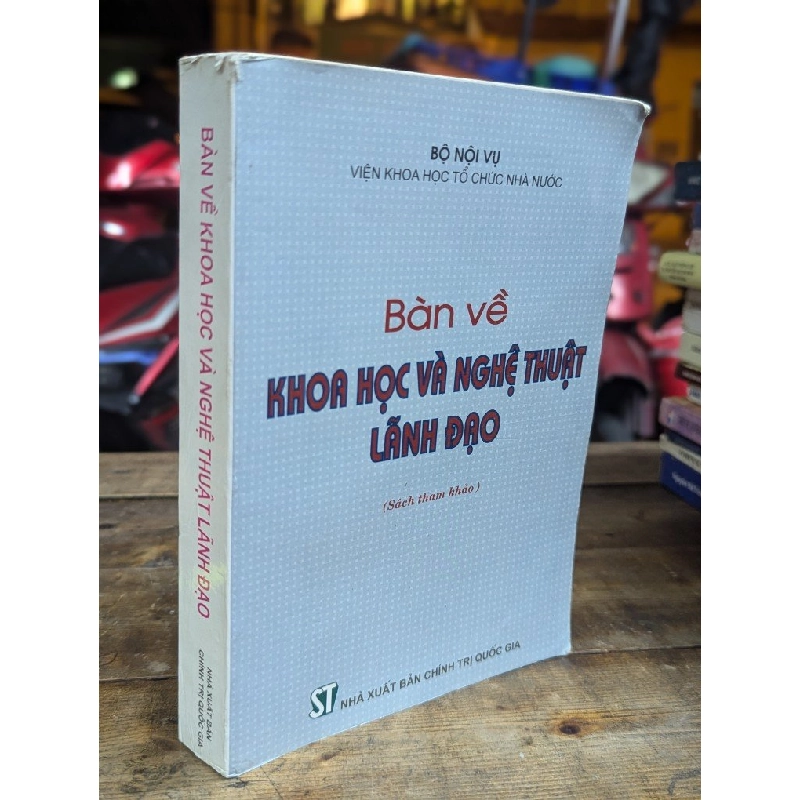 BỘ NỘI VỤ
VIỆN KHOA HỌC TỔ CHỨC NHÀ NƯỚC
Bàn về
KHOA HỌC VÀ NGHỆ THUẬT
LÃNH ĐẠO
(Sách tham khảo)
ST NHÀ XUẤT BẢN CHÍNH TRỊ QUỐC GIA
BÀN VỀ KHOA HỌC VÀ NGHỆ THUẬT LÃNH ĐẠO
NHÀ XUẤT BẢN
CHÍNH TRỊ QUỐC GIA